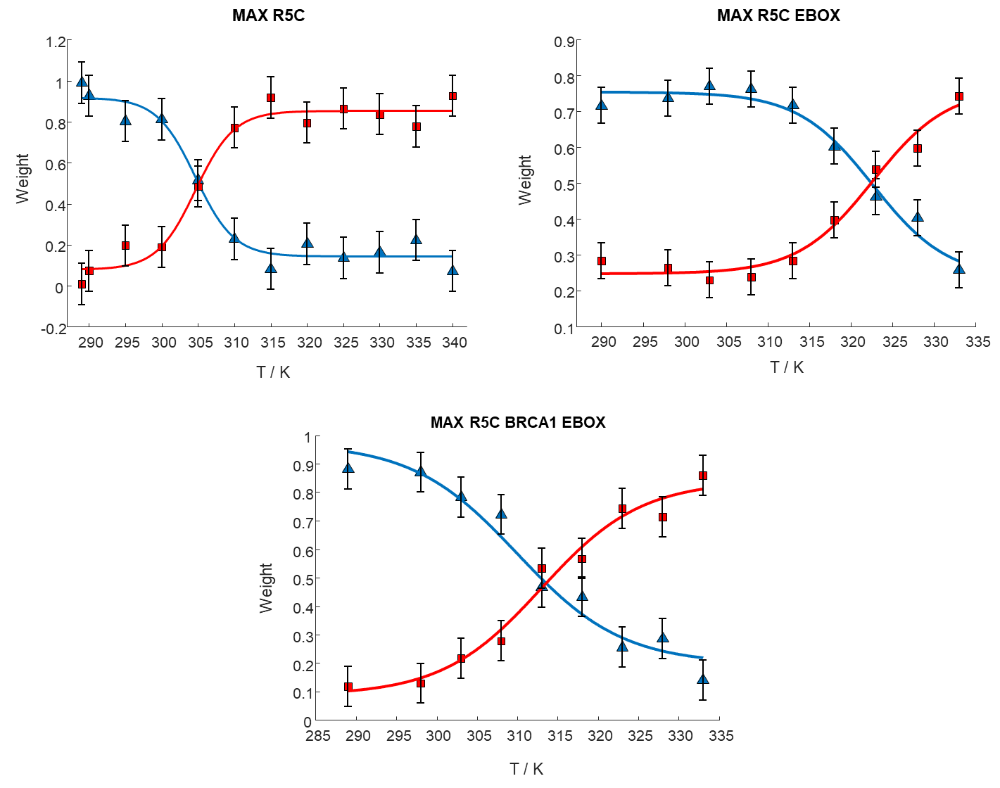 MAX R5C
1.2
1
0.8
0.6
0.4
0.2
0
-0.2
Weight
290 295 300 305 310 315 320 325 330 335 340
T / K
MAX R5C EBOX
0.9
0.8
0.7
0.6
0.5
0.4
0.3
0.2
0.1
Weight
290 295 300 305 310 315 320 325 330 335
T / K
MAX R5C BRCA1 EBOX
1
0.9
0.8
0.7
0.6
0.5
0.4
0.3
0.2
0.1
0
Weight
285 290 295 300 305 310 315 320 325 330 335
T / K